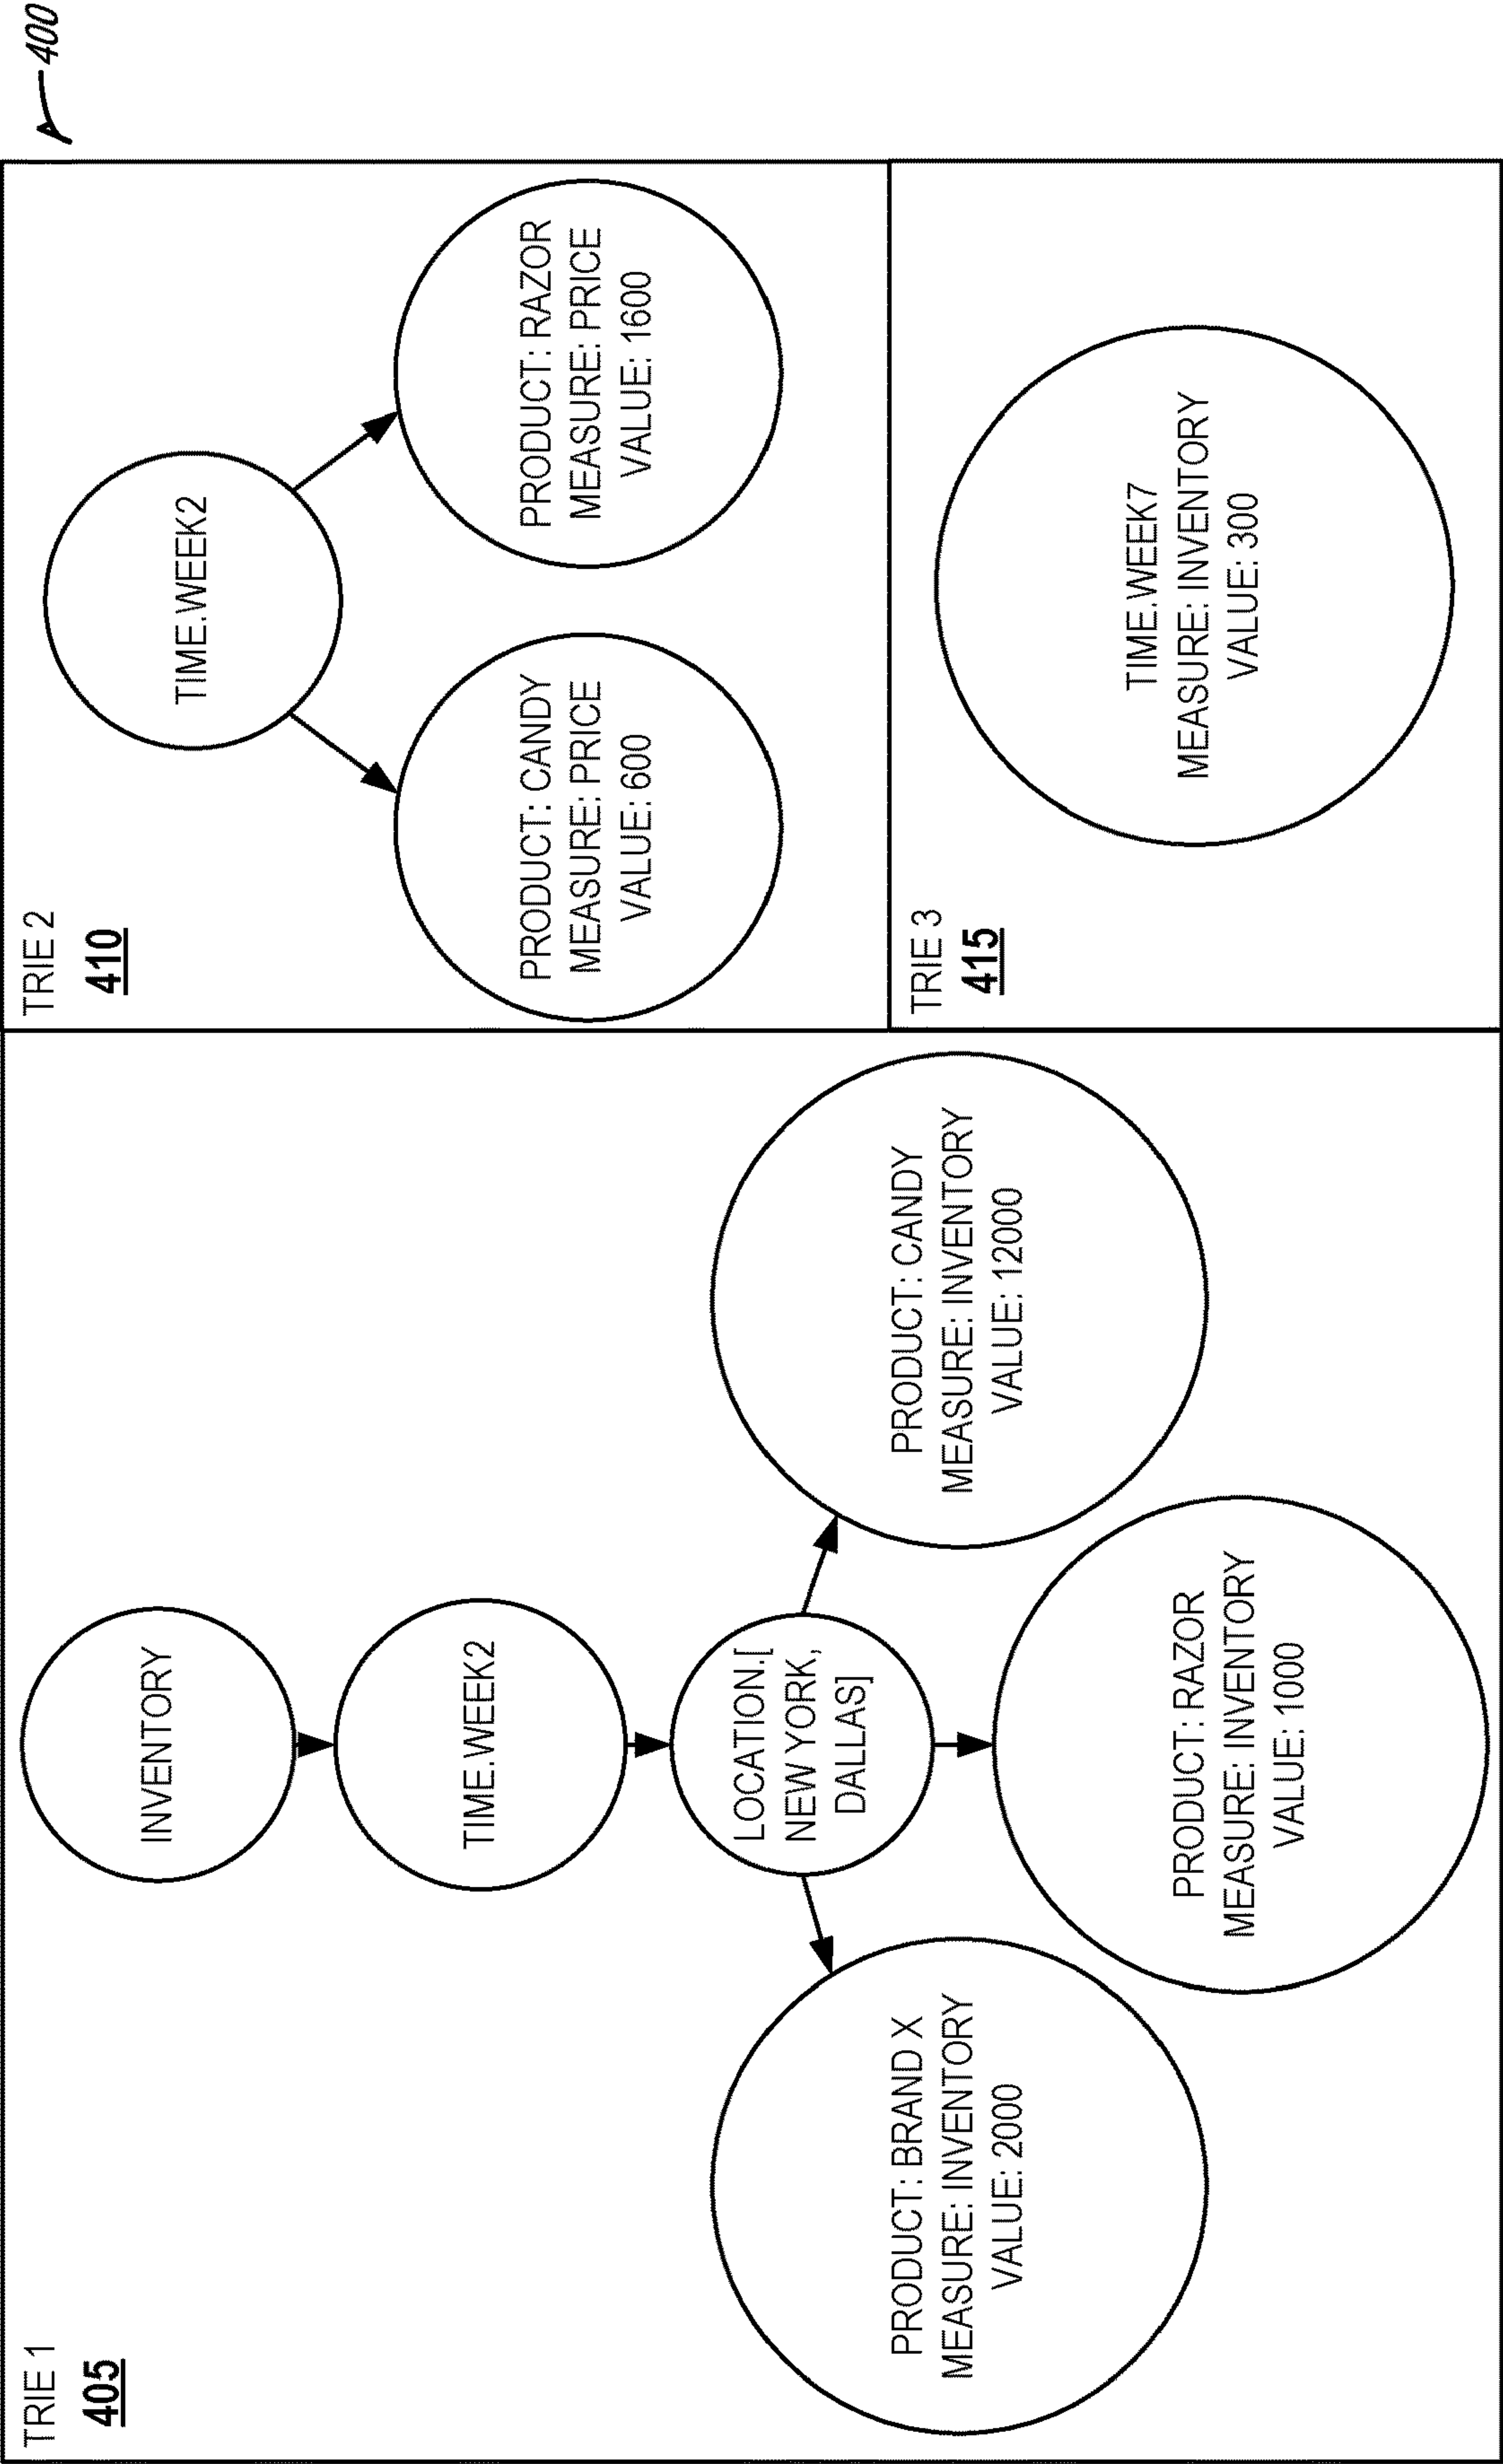 400
TRIE 1
405
INVENTORY
TIME.WEEK2
LOCATION.[
NEW YORK,
DALLAS]
PRODUCT: BRAND X
MEASURE: INVENTORY
VALUE: 2000
PRODUCT: RAZOR
MEASURE: INVENTORY
VALUE: 1000
PRODUCT: CANDY
MEASURE: INVENTORY
VALUE: 12000
TRIE 2
410
TIME.WEEK2
PRODUCT: CANDY
MEASURE: PRICE
VALUE: 600
PRODUCT: RAZOR
MEASURE: PRICE
VALUE: 1600
TRIE 3
415
TIME.WEEK7
MEASURE: INVENTORY
VALUE: 300